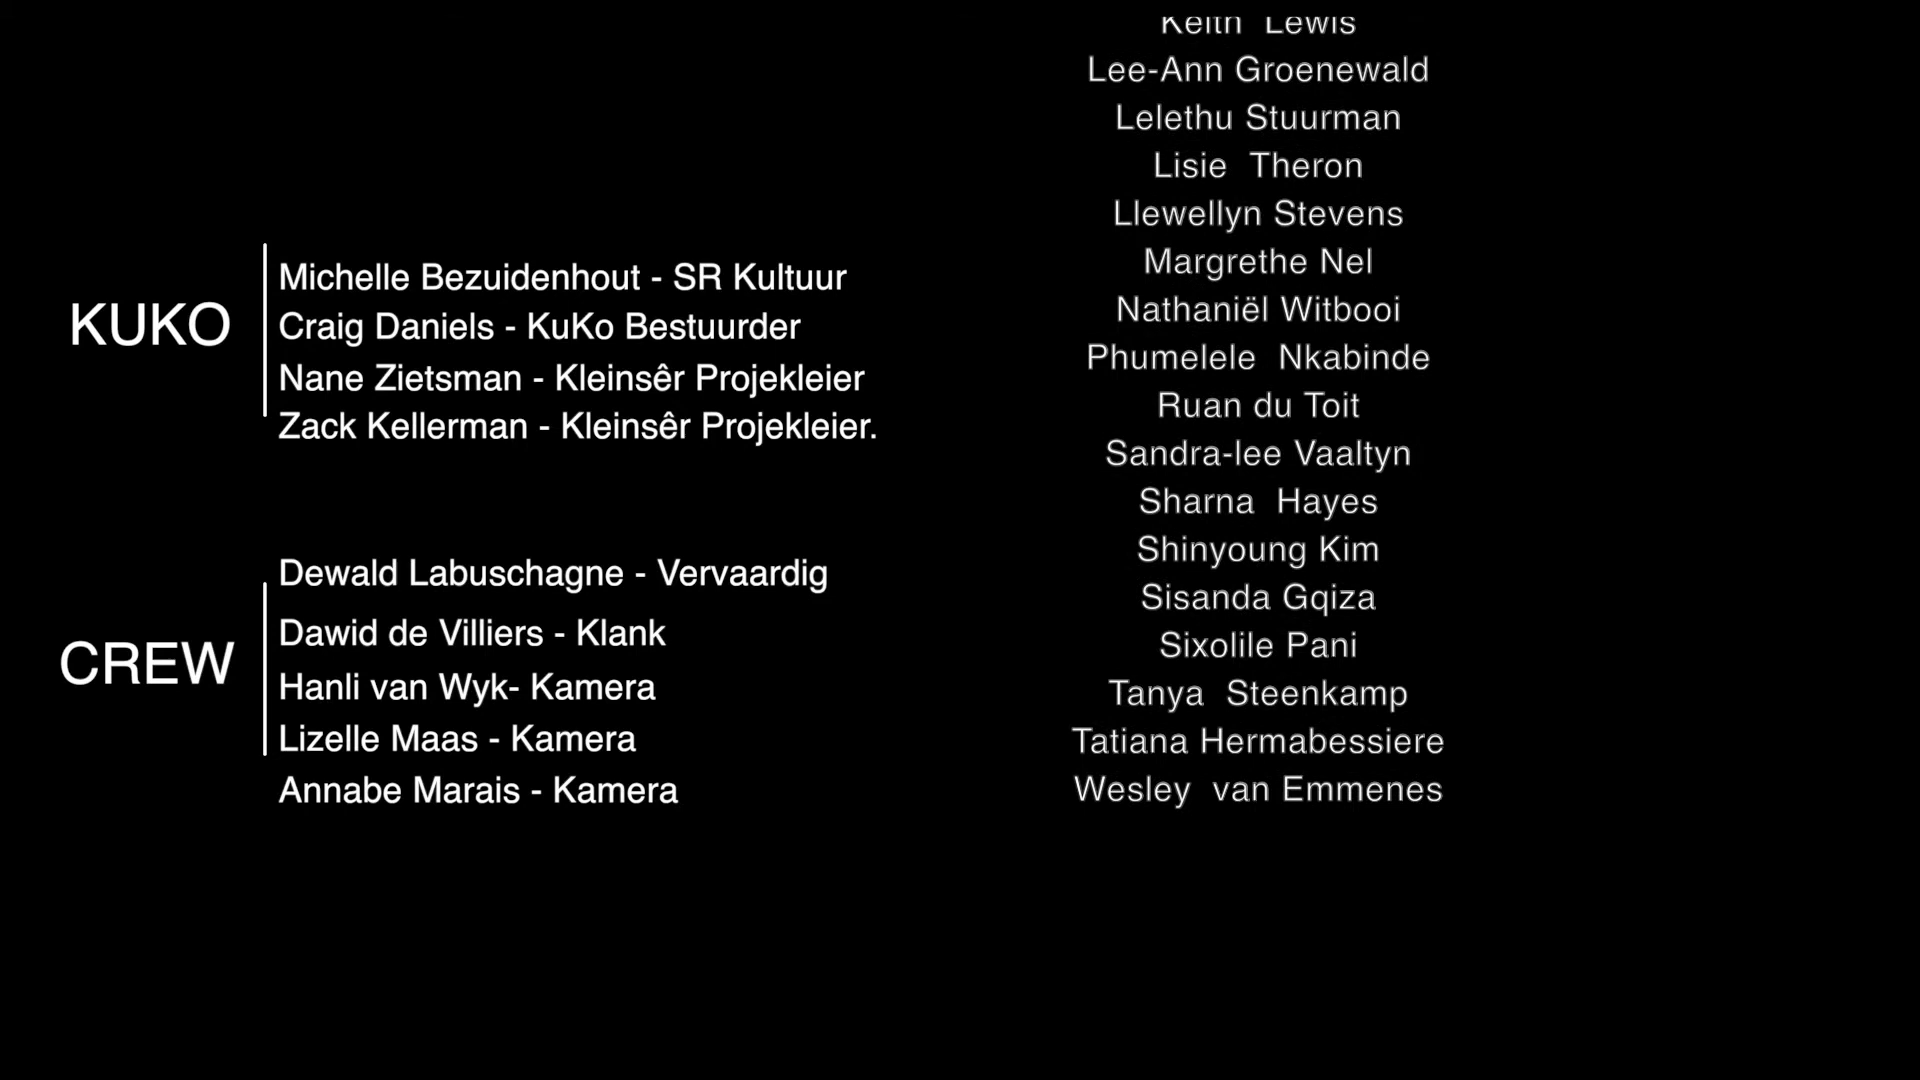 KUKO
Michelle Bezuidenhout - SR Kultuur
Craig Daniels - KuKo Bestuurder
Nane Zietsman - Kleinsêr Projekleier
Zack Kellerman - Kleinsêr Projekleier.
CREW
Dewald Labuschagne - Vervaardig
Dawid de Villiers - Klank
Hanli van Wyk- Kamera
Lizelle Maas - Kamera
Annabe Marais - Kamera
Keith Lewis
Lee-Ann Groenewald
Lelethu Stuurman
Lisie Theron
Llewellyn Stevens
Margrethe Nel
Nathaniël Witbooi
Phumelele Nkabinde
Ruan du Toit
Sandra-lee Vaaltyn
Sharna Hayes
Shinyoung Kim
Sisanda Gqiza
Sixolile Pani
Tanya Steenkamp
Tatiana Hermabessiere
Wesley van Emmenes